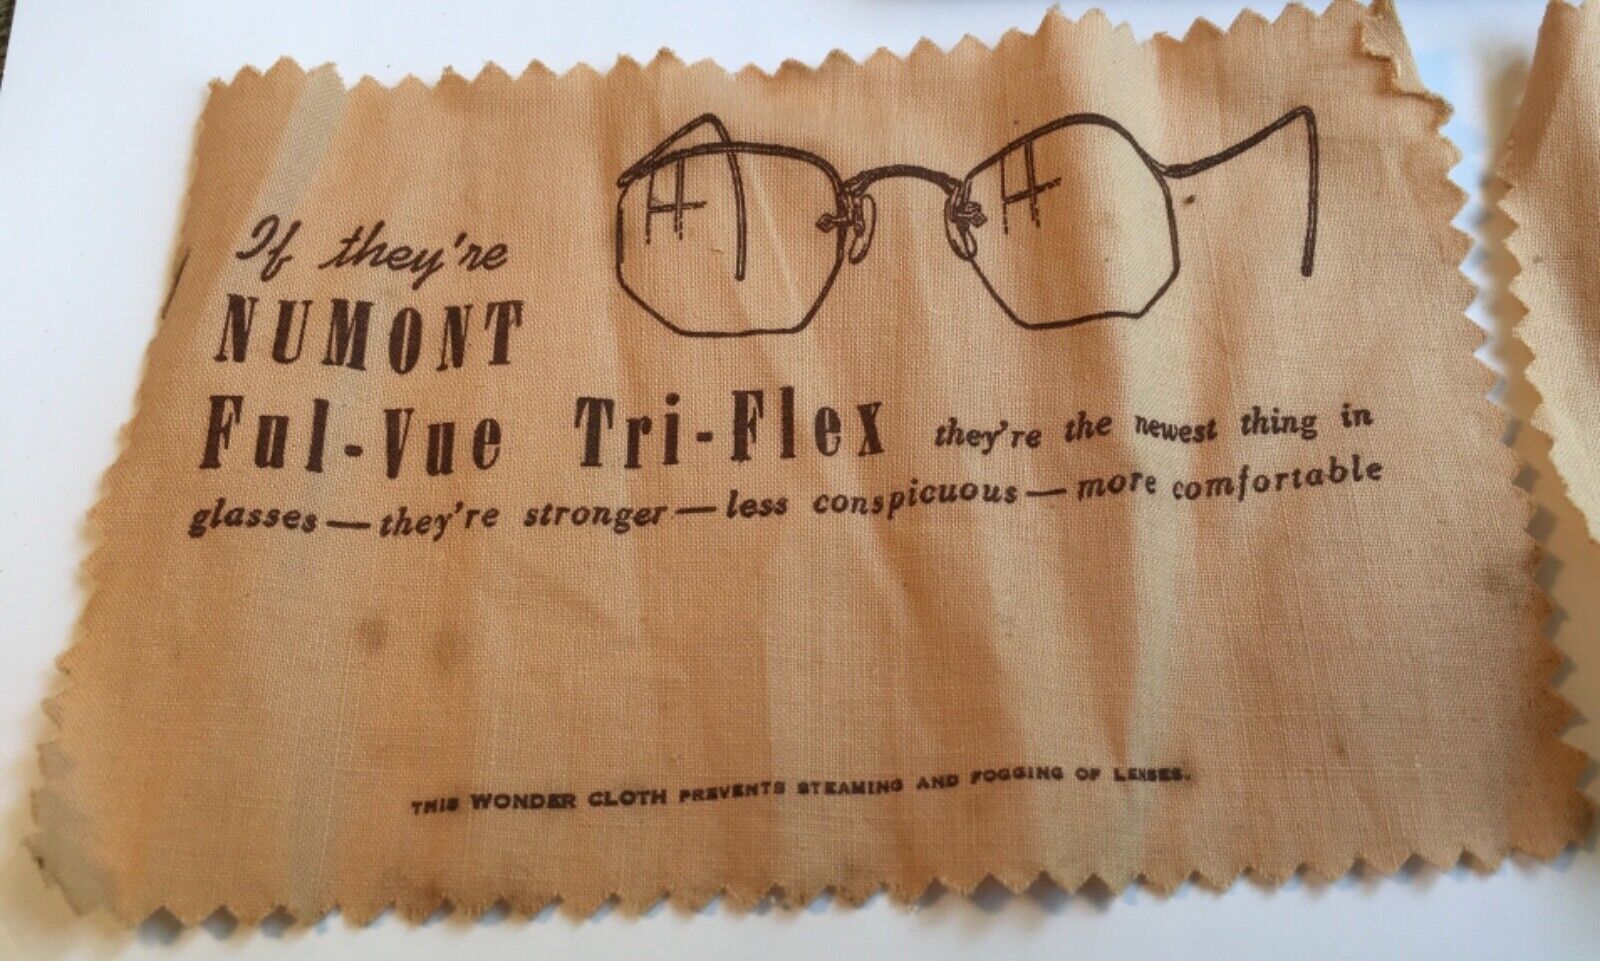 If they're
NUMONT
Ful-Vue Tri-Flex they're the newest thing in
glasses — they're stronger — less conspicuous — more comfortable
THIS WONDER CLOTH PREVENTS STEAMING AND FOGGING OF LENSES.